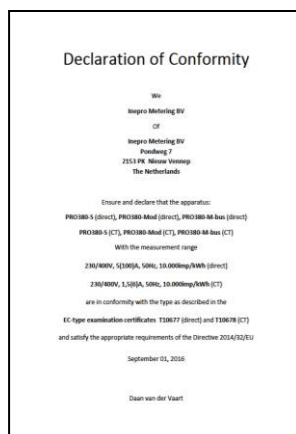 Declaration of Conformity
We
Inepro Metering BV
Of
Inepro Metering BV
Pondweg 7
2153 PK Nieuw Vennep
The Netherlands
Ensure and declare that the apparatus:
PRO380-S (direct), PRO380-Mod (direct), PRO380-M-bus (direct)
PRO380-S (CT), PRO380-Mod (CT), PRO380-M-bus (CT)
With the measurement range
230/400V, 5(100)A, 50Hz, 10.000imp/kWh (direct)
230/400V, 1,5(6)A, 50Hz, 10.000imp/kWh (CT)
are in conformity with the type as described in the
EC-type examination certificates T10677 (direct) and T10678 (CT)
and satisfy the appropriate requirements of the Directive 2014/32/EU
September 01, 2016
Daan van der Vaart